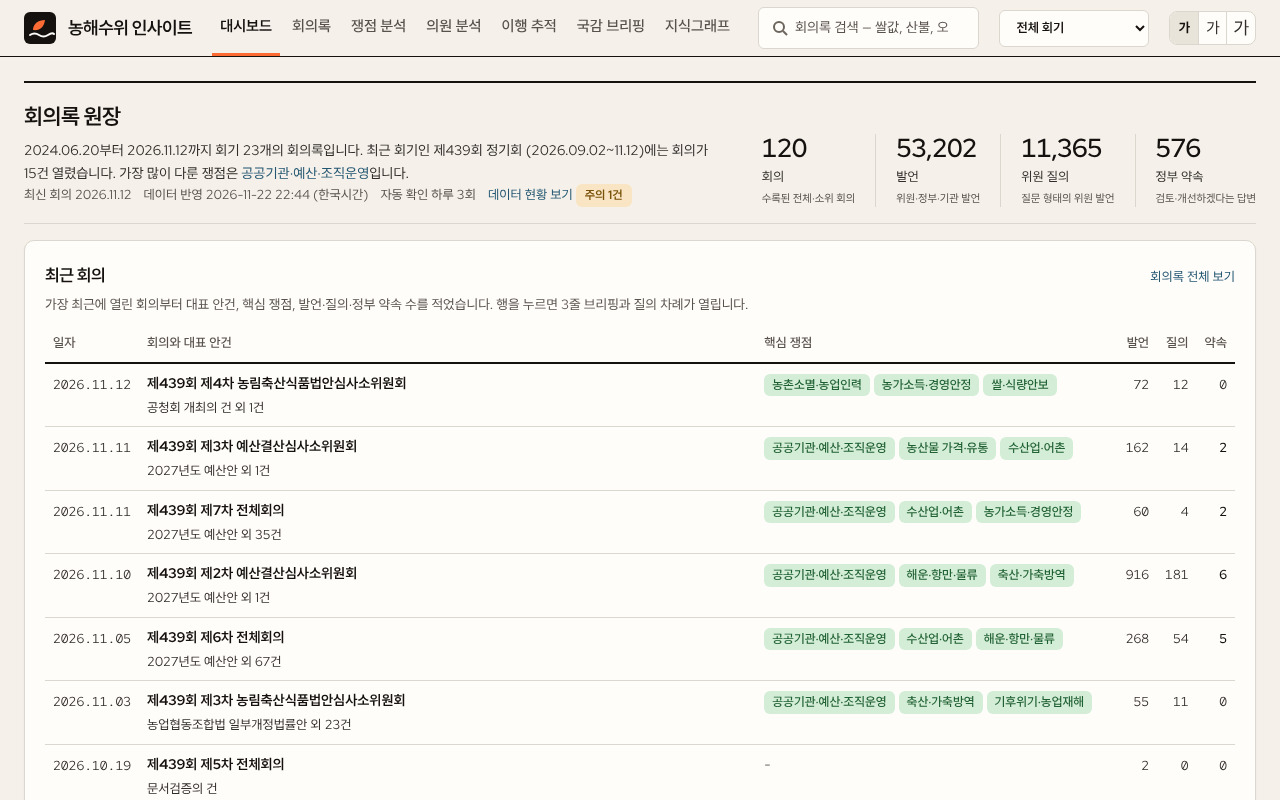 농해수위 인사이트
대시보드 회의록 쟁점 분석 의원 분석 이행 추적 국감 브리핑 지식그래프
회의록 검색 – 쌀값, 산불, 오
전체 회기
가 가 가
회의록 원장
2024.06.20부터 2026.11.12까지 회기 23개의 회의록입니다. 최근 회기인 제439회 정기회 (2026.09.02~11.12)에는 회의가
15건 열렸습니다. 가장 많이 다룬 쟁점은 공공기관·예산·조직운영입니다.
최신 회의 2026.11.12 데이터 반영 2026-11-22 22:44 (한국시간) 자동 확인 하루 3회 데이터 현황 보기 주의 1건
120 53,202 11,365 576
회의 발언 위원 질의 정부 약속
수록된 전체·소위 회의 위원·정부·기관 발언 질문 형태의 위원 발언 검토·개선하겠다는 답변
최근 회의 회의록 전체 보기
가장 최근에 열린 회의부터 대표 안건, 핵심 쟁점, 발언·질의·정부 약속 수를 적었습니다. 행을 누르면 3줄 브리핑과 질의 차례가 열립니다.
일자 회의와 대표 안건 핵심 쟁점 발언 질의 약속
2026.11.12 제439회 제4차 농림축산식품법안심사소위원회 농촌소멸·농업인력 농가소득·경영안정 쌀·식량안보 72 12 0
공청회 개최의 건 외 1건
2026.11.11 제439회 제3차 예산결산심사소위원회 공공기관·예산·조직운영 농산물 가격·유통 수산업·어촌 162 14 2
2027년도 예산안 외 1건
2026.11.11 제439회 제7차 전체회의 공공기관·예산·조직운영 수산업·어촌 농가소득·경영안정 60 4 2
2027년도 예산안 외 35건
2026.11.10 제439회 제2차 예산결산심사소위원회 공공기관·예산·조직운영 해운·항만·물류 축산·가축방역 916 181 6
2027년도 예산안 외 1건
2026.11.05 제439회 제6차 전체회의 공공기관·예산·조직운영 수산업·어촌 해운·항만·물류 268 54 5
2027년도 예산안 외 67건
2026.11.03 제439회 제3차 농림축산식품법안심사소위원회 공공기관·예산·조직운영 축산·가축방역 기후위기·농업재해 55 11 0
농업협동조합법 일부개정법률안 외 23건
2026.10.19 제439회 제5차 전체회의 – 2 0 0
문서검증의 건